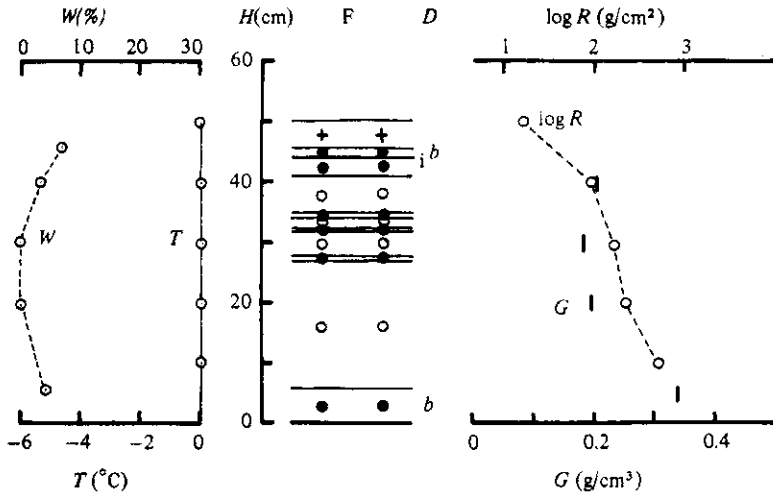 W(%) H(cm) F D log R (g/cm²)
0 10 20 30 1 2 3
60
log R
b
i
40
W T
20 G
b
0
−6 −4 −2 0 0 0.2 0.4
T (°C) G (g/cm³)